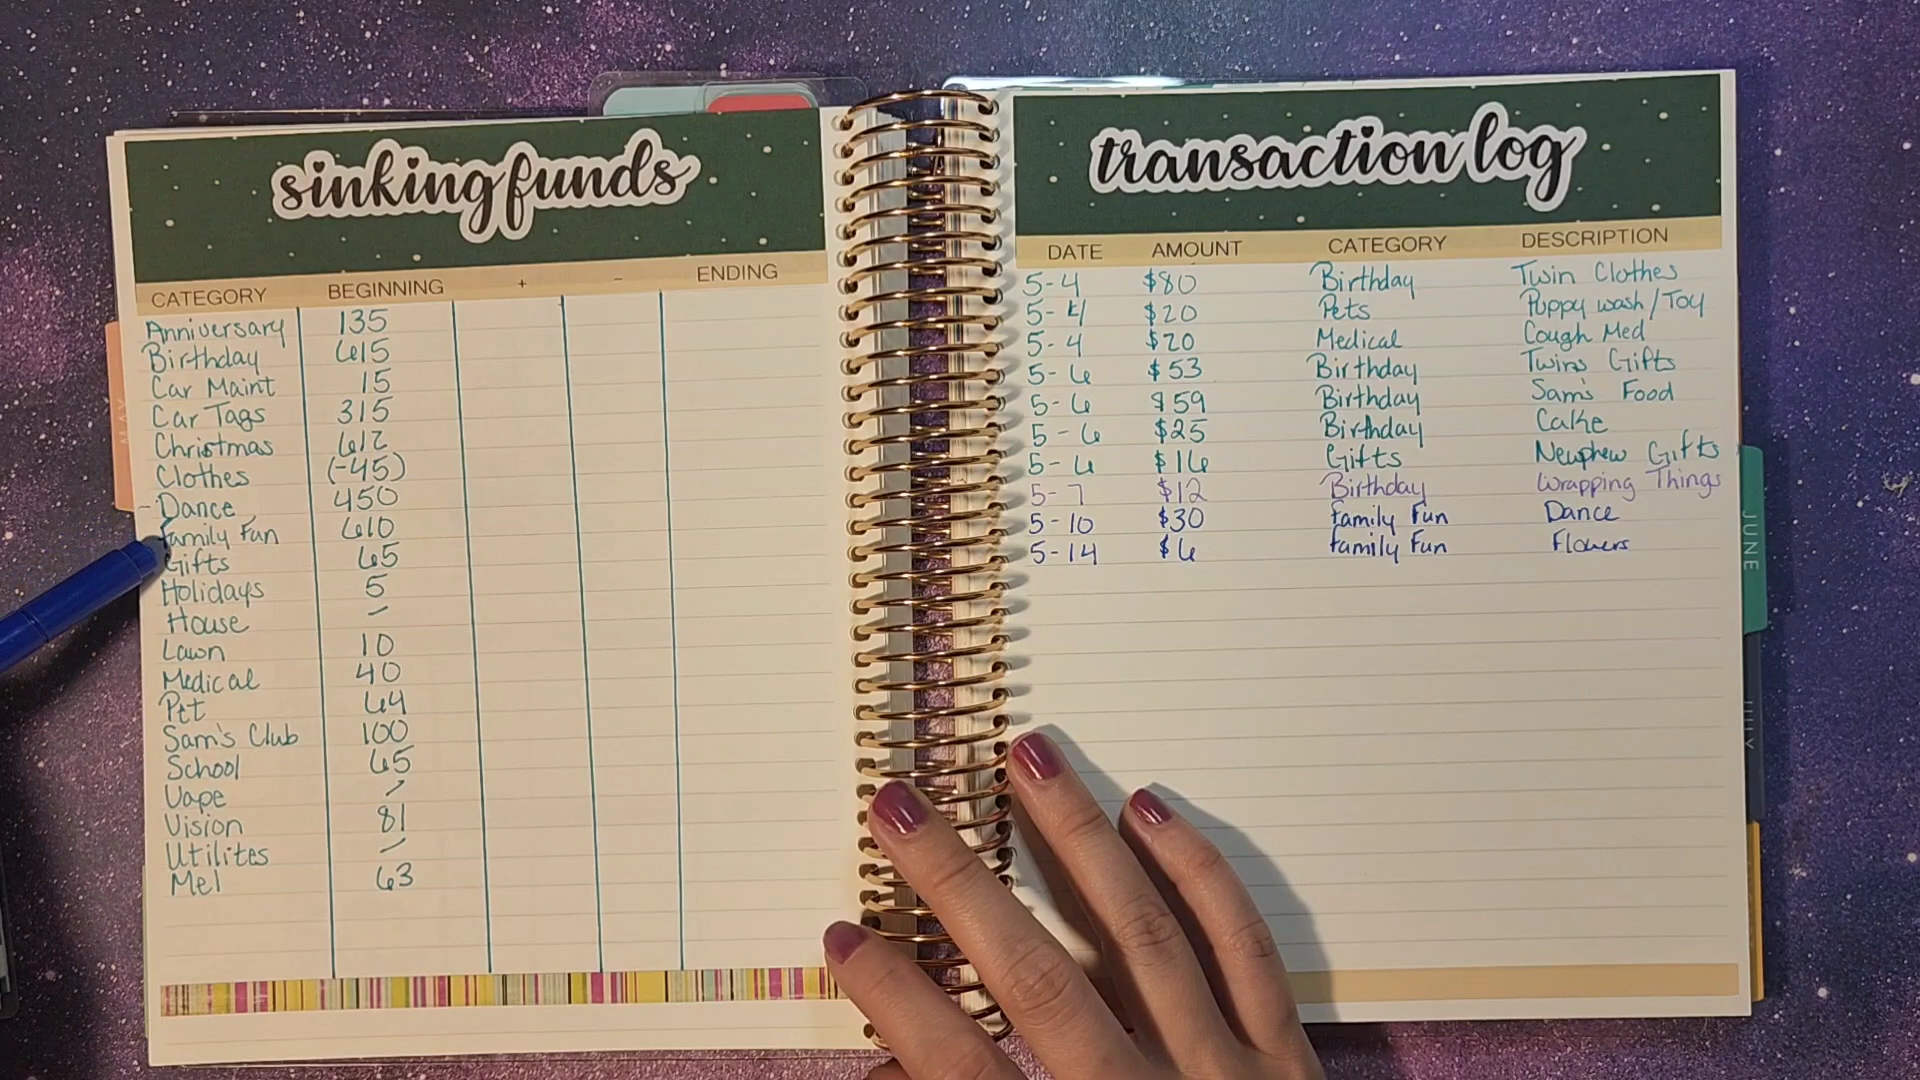 sinking funds
CATEGORY BEGINNING + - ENDING
Anniversary 135
Birthday 615
Car Maint 15
Car Tags 315
Christmas 612
Clothes (-45)
- Dance 450
Family Fun 610
Gifts 65
Holidays 5
House -
Lawn 10
Medical 40
Pet 64
Sam's Club 100
School 65
Vape -
Vision 81
Utilites -
Mel 63
transaction log
DATE AMOUNT CATEGORY DESCRIPTION
5-4 $80 Birthday Twin Clothes
5-4 $20 Pets Puppy wash/Toy
5-4 $20 Medical Cough Med
5-6 $53 Birthday Twins Gifts
5-6 $59 Birthday Sam's Food
5-6 $25 Birthday Cake
5-6 $16 Gifts Newphew Gifts
5-7 $12 Birthday Wrapping Things
5-10 $30 Family Fun Dance
5-14 $6 Family Fun Flowers
MAY
JUNE
JULY